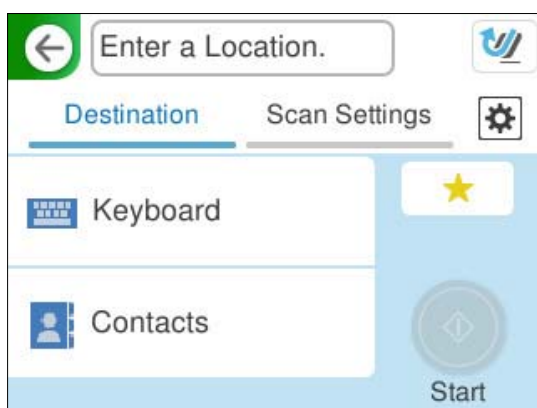 Enter a Location.
Destination Scan Settings
Keyboard
Contacts
Start